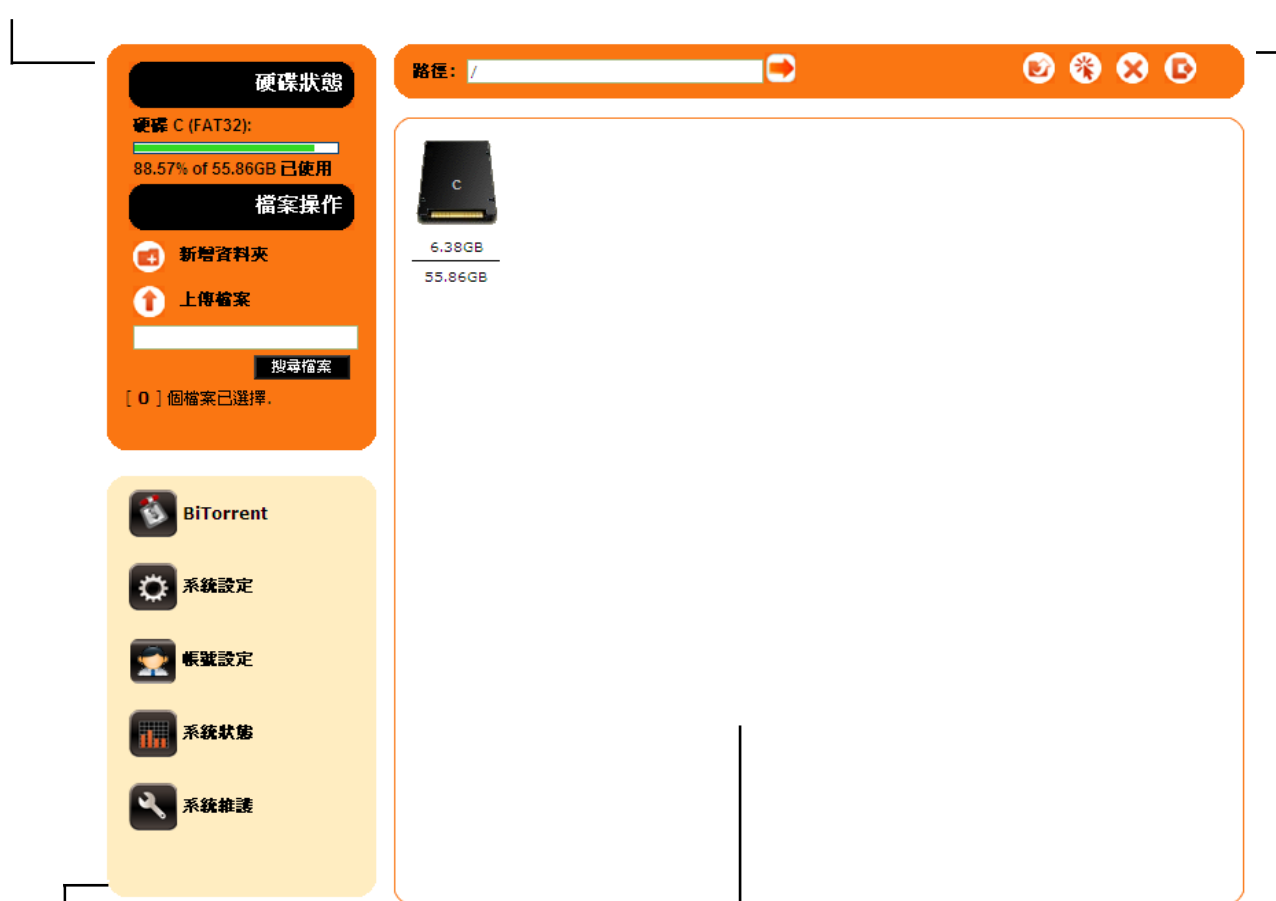 硬碟狀態
硬碟 C (FAT32):
88.57% of 55.86GB 已使用
檔案操作
新增資料夾
上傳檔案
搜尋檔案
[ 0 ] 個檔案已選擇.
BiTorrent
系統設定
帳號設定
系統狀態
系統維護
路徑: /
C
6.38GB
55.86GB